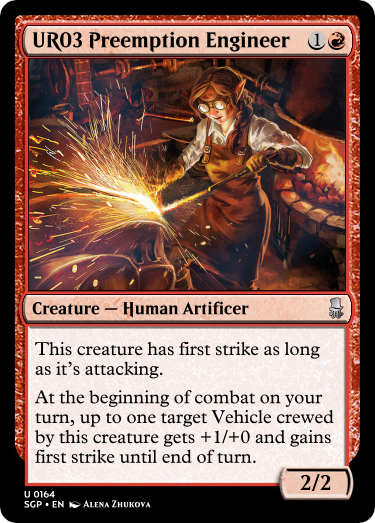 UR03 Preemption Engineer 1
Creature — Human Artificer
This creature has first strike as long
as it's attacking.
At the beginning of combat on your
turn, up to one target Vehicle crewed
by this creature gets +1/+0 and gains
first strike until end of turn.
2/2
U 0164
SGP • EN Alena Zhukova